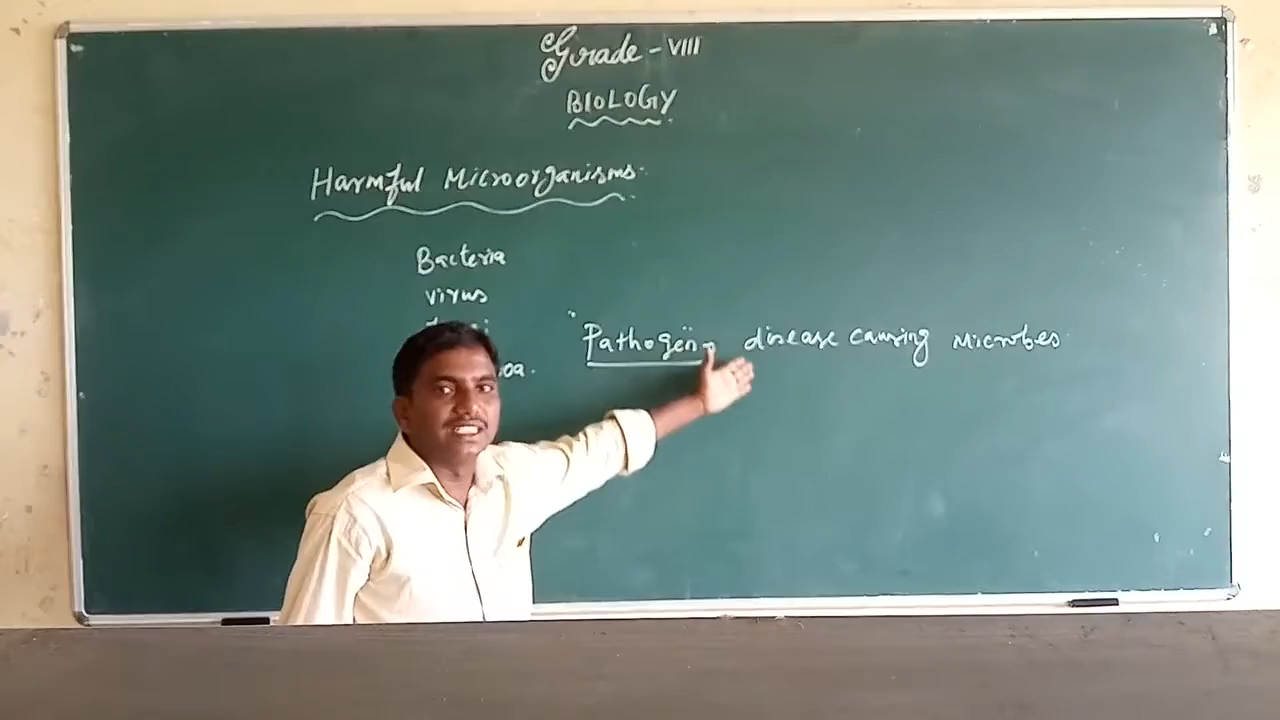 Grade - VIII
BIOLOGY
Harmful Microorganisms
Bacteria
virus
Pathogen disease causing Microbes